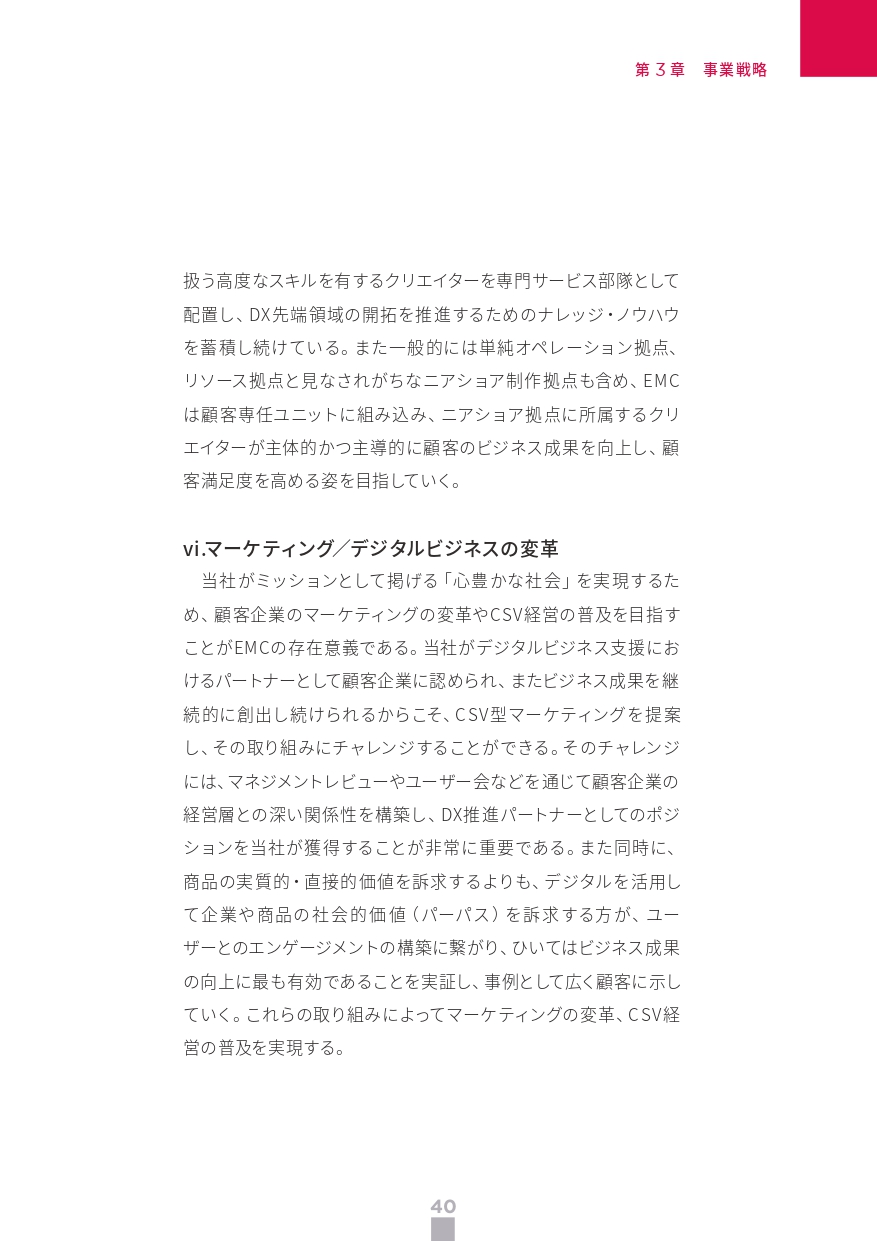 第3章　事業戦略
扱う高度なスキルを有するクリエイターを専門サービス部隊として
配置し、DX先端領域の開拓を推進するためのナレッジ・ノウハウ
を蓄積し続けている。また一般的には単純オペレーション拠点、
リソース拠点と見なされがちなニアショア制作拠点も含め、EMC
は顧客専任ユニットに組み込み、ニアショア拠点に所属するクリ
エイターが主体的かつ主導的に顧客のビジネス成果を向上し、顧
客満足度を高める姿を目指していく。
vi.マーケティング／デジタルビジネスの変革
　当社がミッションとして掲げる「心豊かな社会」を実現するた
め、顧客企業のマーケティングの変革やCSV経営の普及を目指す
ことがEMCの存在意義である。当社がデジタルビジネス支援にお
けるパートナーとして顧客企業に認められ、またビジネス成果を継
続的に創出し続けられるからこそ、CSV型マーケティングを提案
し、その取り組みにチャレンジすることができる。そのチャレンジ
には、マネジメントレビューやユーザー会などを通じて顧客企業の
経営層との深い関係性を構築し、DX推進パートナーとしてのポジ
ションを当社が獲得することが非常に重要である。また同時に、
商品の実質的・直接的価値を訴求するよりも、デジタルを活用し
て企業や商品の社会的価値（パーパス）を訴求する方が、ユー
ザーとのエンゲージメントの構築に繋がり、ひいてはビジネス成果
の向上に最も有効であることを実証し、事例として広く顧客に示し
ていく。これらの取り組みによってマーケティングの変革、CSV経
営の普及を実現する。
40